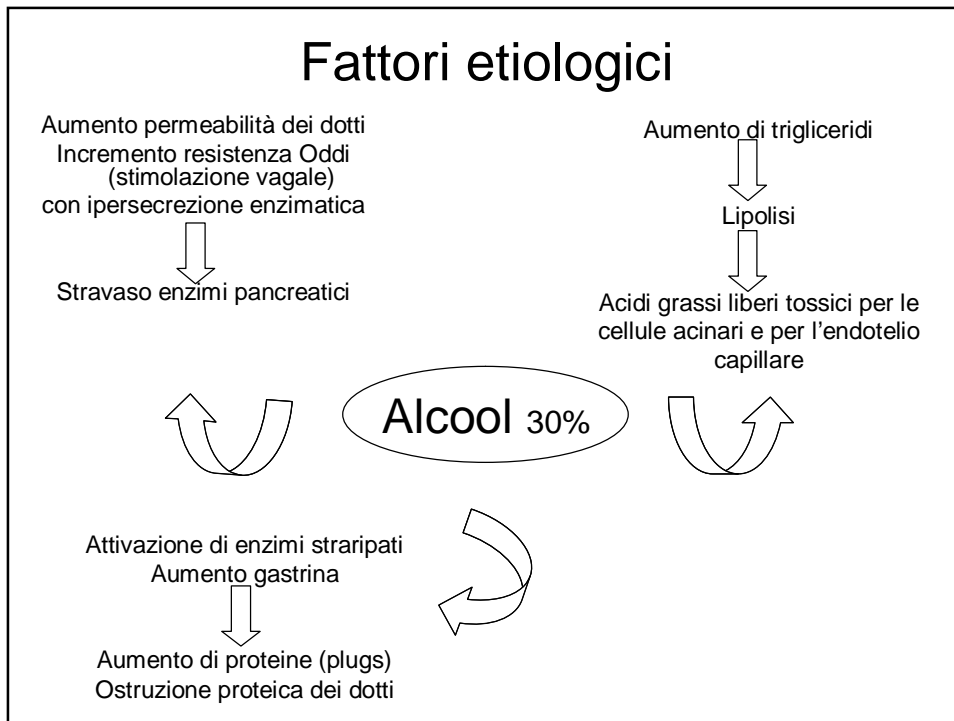 Fattori etiologici
Aumento permeabilità dei dotti
Incremento resistenza Oddi
(stimolazione vagale)
con ipersecrezione enzimatica
Stravaso enzimi pancreatici
Aumento di trigliceridi
Lipolisi
Acidi grassi liberi tossici per le
cellule acinari e per l'endotelio
capillare
Alcool 30%
Attivazione di enzimi straripati
Aumento gastrina
Aumento di proteine (plugs)
Ostruzione proteica dei dotti